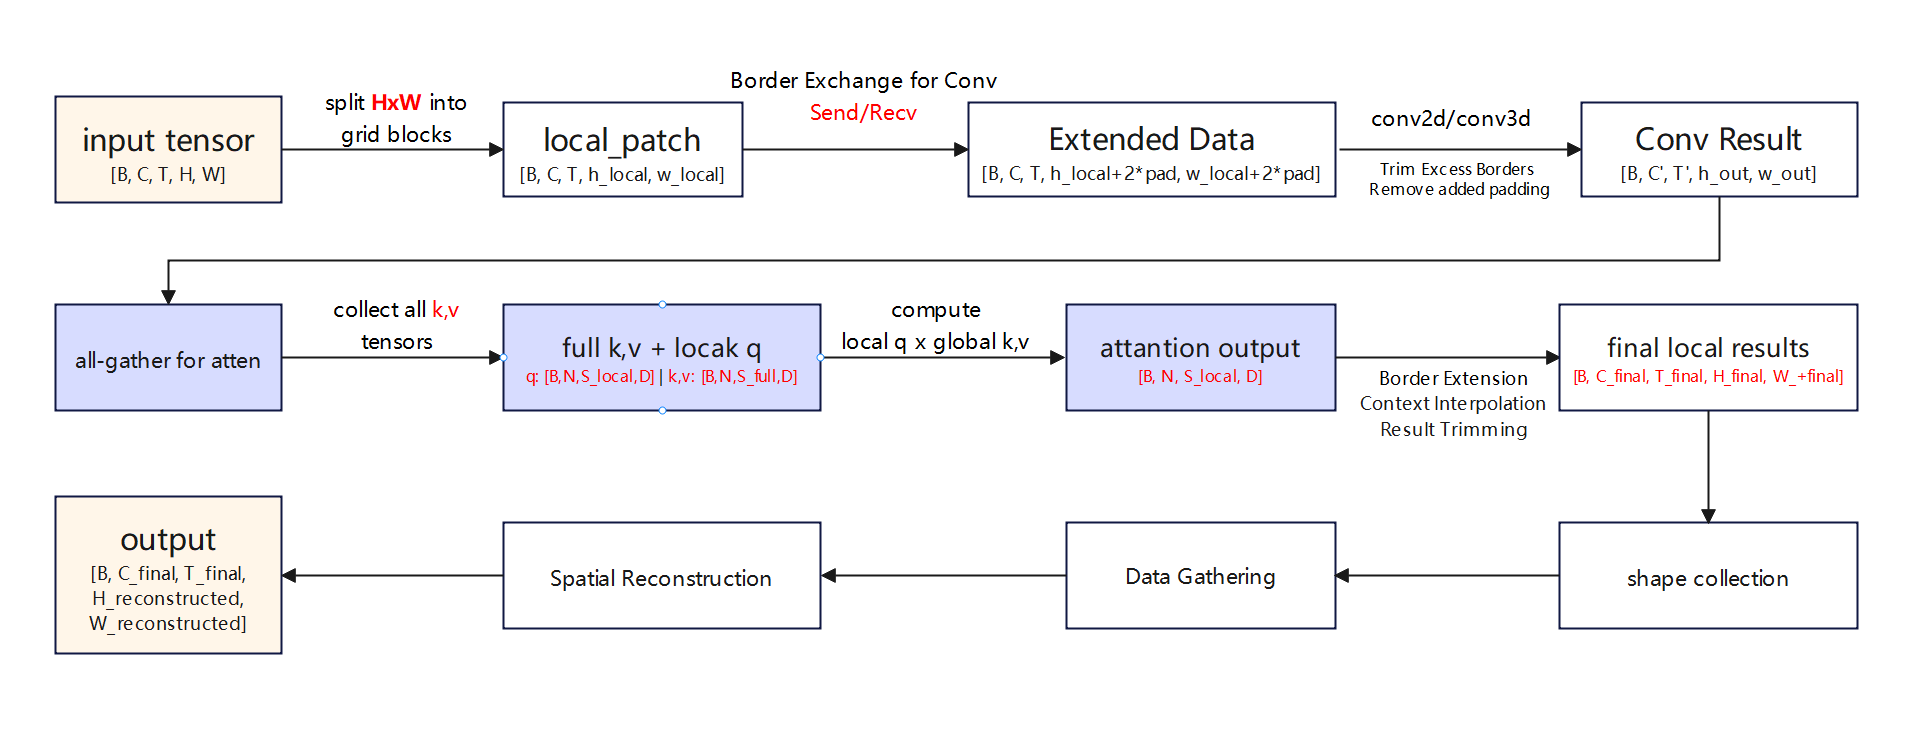 input tensor
[B, C, T, H, W]
split HxW into
grid blocks
local_patch
[B, C, T, h_local, w_local]
Border Exchange for Conv
Send/Recv
Extended Data
[B, C, T, h_local+2*pad, w_local+2*pad]
conv2d/conv3d
Trim Excess Borders
Remove added padding
Conv Result
[B, C', T', h_out, w_out]
all-gather for atten
collect all k,v
tensors
full k,v + locak q
q: [B,N,S_local,D] | k,v: [B,N,S_full,D]
compute
local q x global k,v
attantion output
[B, N, S_local, D]
Border Extension
Context Interpolation
Result Trimming
final local results
[B, C_final, T_final, H_final, W_+final]
shape collection
Data Gathering
Spatial Reconstruction
output
[B, C_final, T_final,
H_reconstructed,
W_reconstructed]